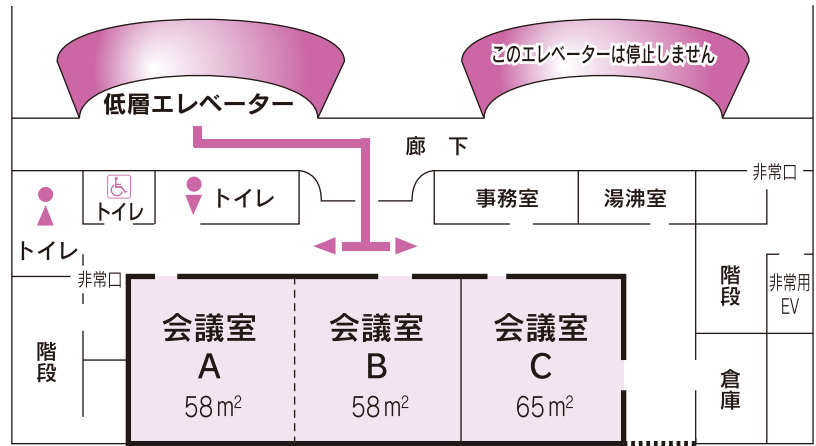 このエレベーターは停止しません
低層エレベーター
廊 下
非常口
トイレ
トイレ
事務室
湯沸室
トイレ
非常口
階段
非常用
EV
会議室
A
58m²
会議室
B
58m²
会議室
C
65m²
階段
倉庫